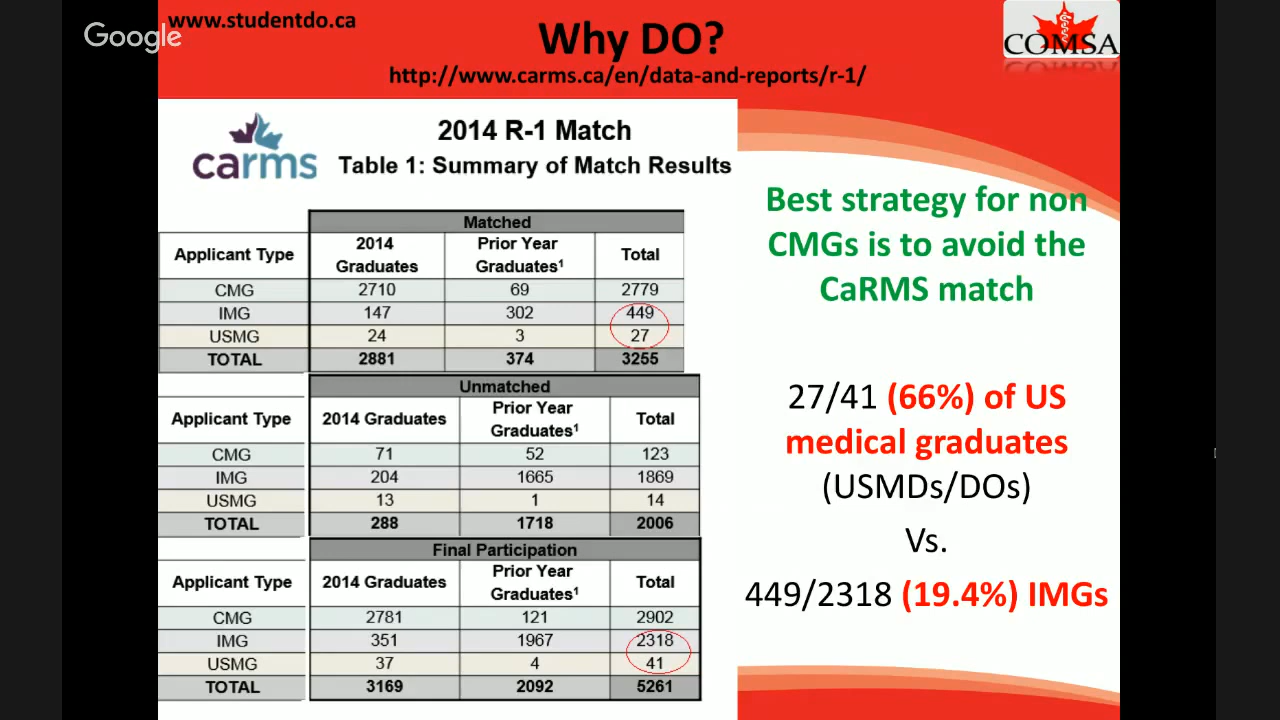 www.studentdo.ca
Google
Why DO?
COMSA
http://www.carms.ca/en/data-and-reports/r-1/
carms
2014 R-1 Match
Table 1: Summary of Match Results
Matched
Applicant Type 2014 Graduates Prior Year Graduates¹ Total
CMG 2710 69 2779
IMG 147 302 449
USMG 24 3 27
TOTAL 2881 374 3255
Unmatched
Applicant Type 2014 Graduates Prior Year Graduates¹ Total
CMG 71 52 123
IMG 204 1665 1869
USMG 13 1 14
TOTAL 288 1718 2006
Final Participation
Applicant Type 2014 Graduates Prior Year Graduates¹ Total
CMG 2781 121 2902
IMG 351 1967 2318
USMG 37 4 41
TOTAL 3169 2092 5261
Best strategy for non
CMGs is to avoid the
CaRMS match
27/41 (66%) of US
medical graduates
(USMDs/DOs)
Vs.
449/2318 (19.4%) IMGs